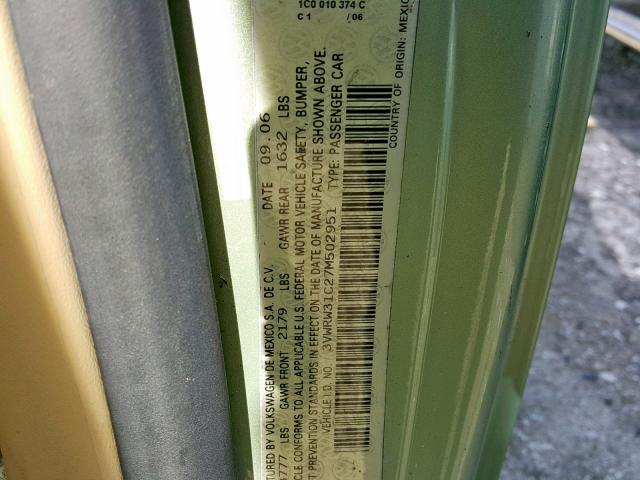 TURED BY VOLKSWAGEN DE MEXICO S.A. DE C.V. DATE 09.06
777 LBS GAWR FRONT 2179 LBS GAWR REAR 1632 LBS
CLE CONFORMS TO ALL APPLICABLE U.S. FEDERAL MOTOR VEHICLE SAFETY, BUMPER,
T PREVENTION STANDARDS IN EFFECT ON THE DATE OF MANUFACTURE SHOWN ABOVE.
VEHICLE I.D. NO. 3VWRW31C27M502951 TYPE: PASSENGER CAR
COUNTRY OF ORIGIN: MEXIC
1C0 010 374 C
C 1 / 06